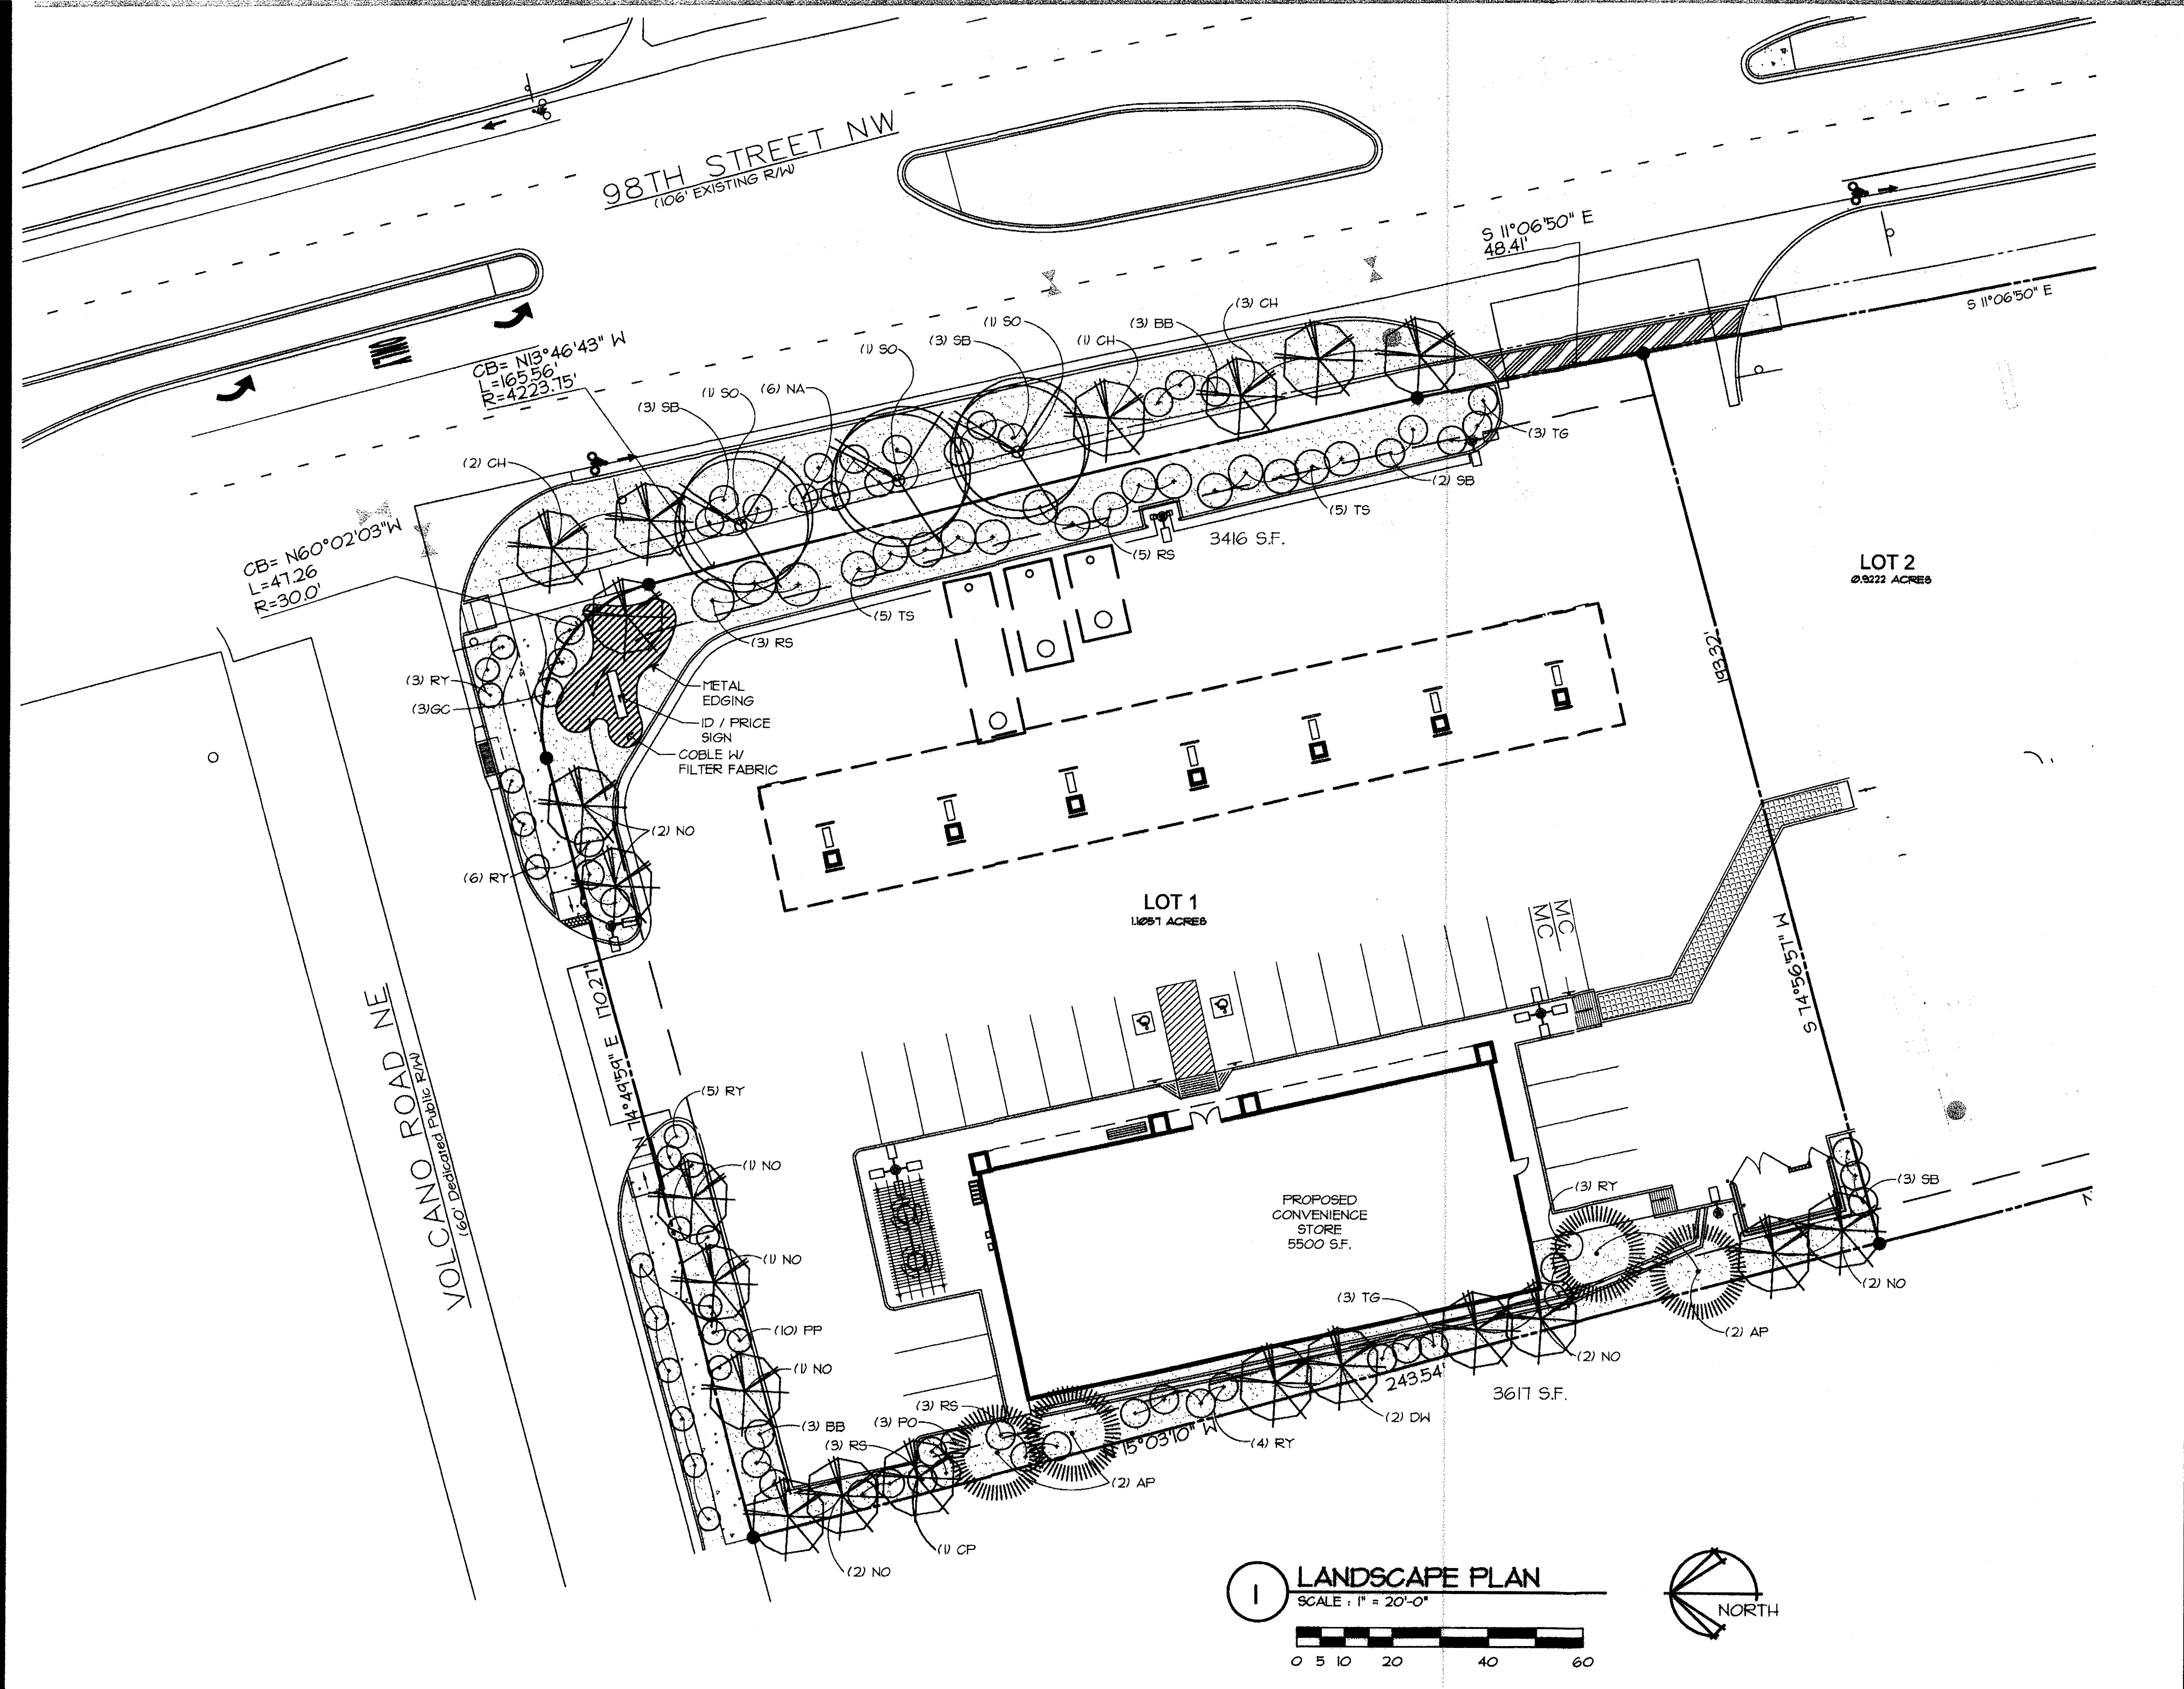 98TH STREET NW
(106' EXISTING R/W)
S 11°06'50" E
48.41'
S 11°06'50" E
CB= N13°46'43" W
L=165.56'
R=4223.75'
(3) SB
(1) SO
(6) NA
(1) SO
(3) SB
(1) SO
(1) CH
(3) BB
(3) CH
(2) CH
(3) TG
(2) SB
(5) TS
3416 S.F.
(5) RS
(5) TS
(3) RS
CB= N60°02'03"W
L=47.26
R=30.0'
LOT 2
0.9222 ACRES
193.32'
(3) RY
(3)GC
METAL
EDGING
ID / PRICE
SIGN
COBLE W/
FILTER FABRIC
(2) NO
(6) RY
LOT 1
1.1057 ACRES
MC
MC
S 74°56'57" W
N 74°49'59" E 170.27'
VOLCANO ROAD NE
(60' Dedicated Public R/W)
(5) RY
(1) NO
(1) NO
(10) PP
(1) NO
(3) BB
(3) RS
(3) PO
(3) RS
PROPOSED
CONVENIENCE
STORE
5500 S.F.
(3) RY
(3) SB
(2) NO
(3) TG
(2) AP
(2) NO
243.54'
3617 S.F.
(2) DW
(4) RY
15°03'10" W
(2) AP
(1) CP
(2) NO
1
LANDSCAPE PLAN
SCALE : 1" = 20'-0"
NORTH
0 5 10 20 40 60